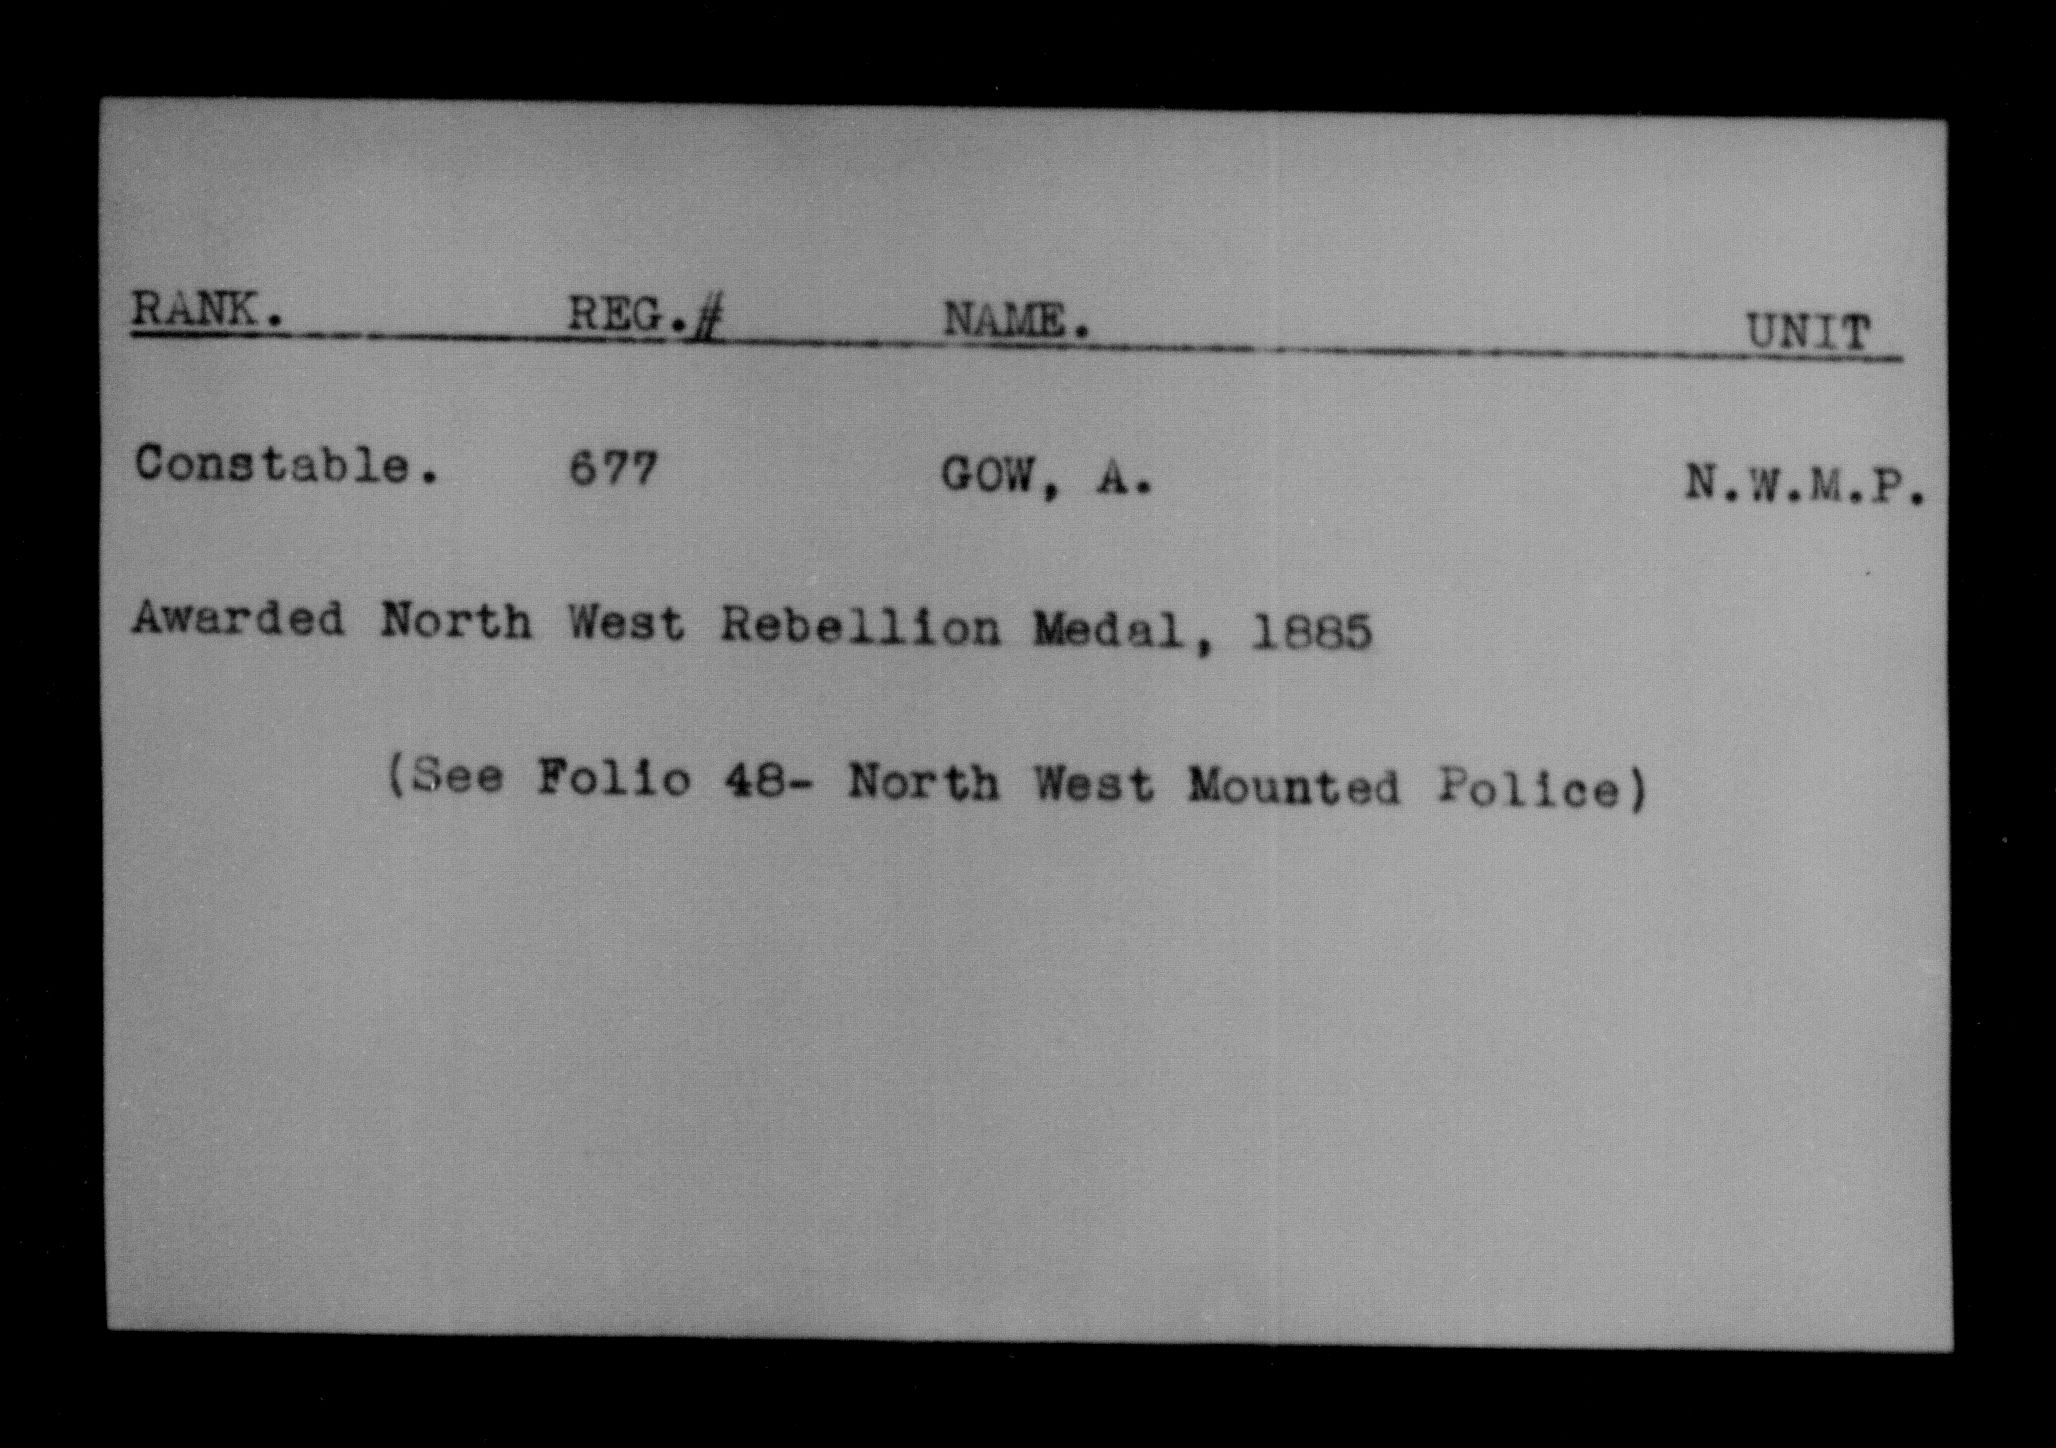 RANK. REG.# NAME. UNIT
Constable. 677 GOW, A. N.W.M.P.
Awarded North West Rebellion Medal, 1885
(See Folio 48- North West Mounted Police)